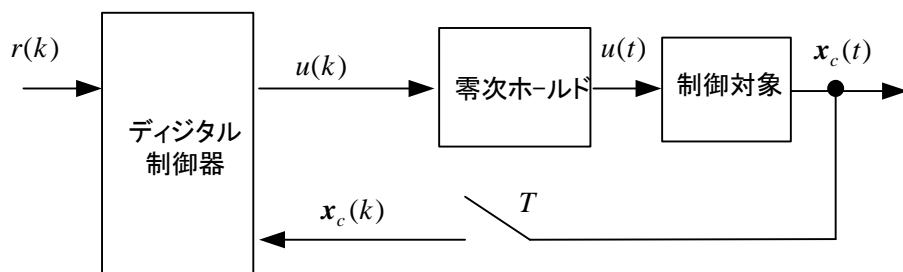 r(k)
ディジタル
制御器
u(k)
零次ホールド
u(t)
制御対象
x_c(t)
x_c(k)
T